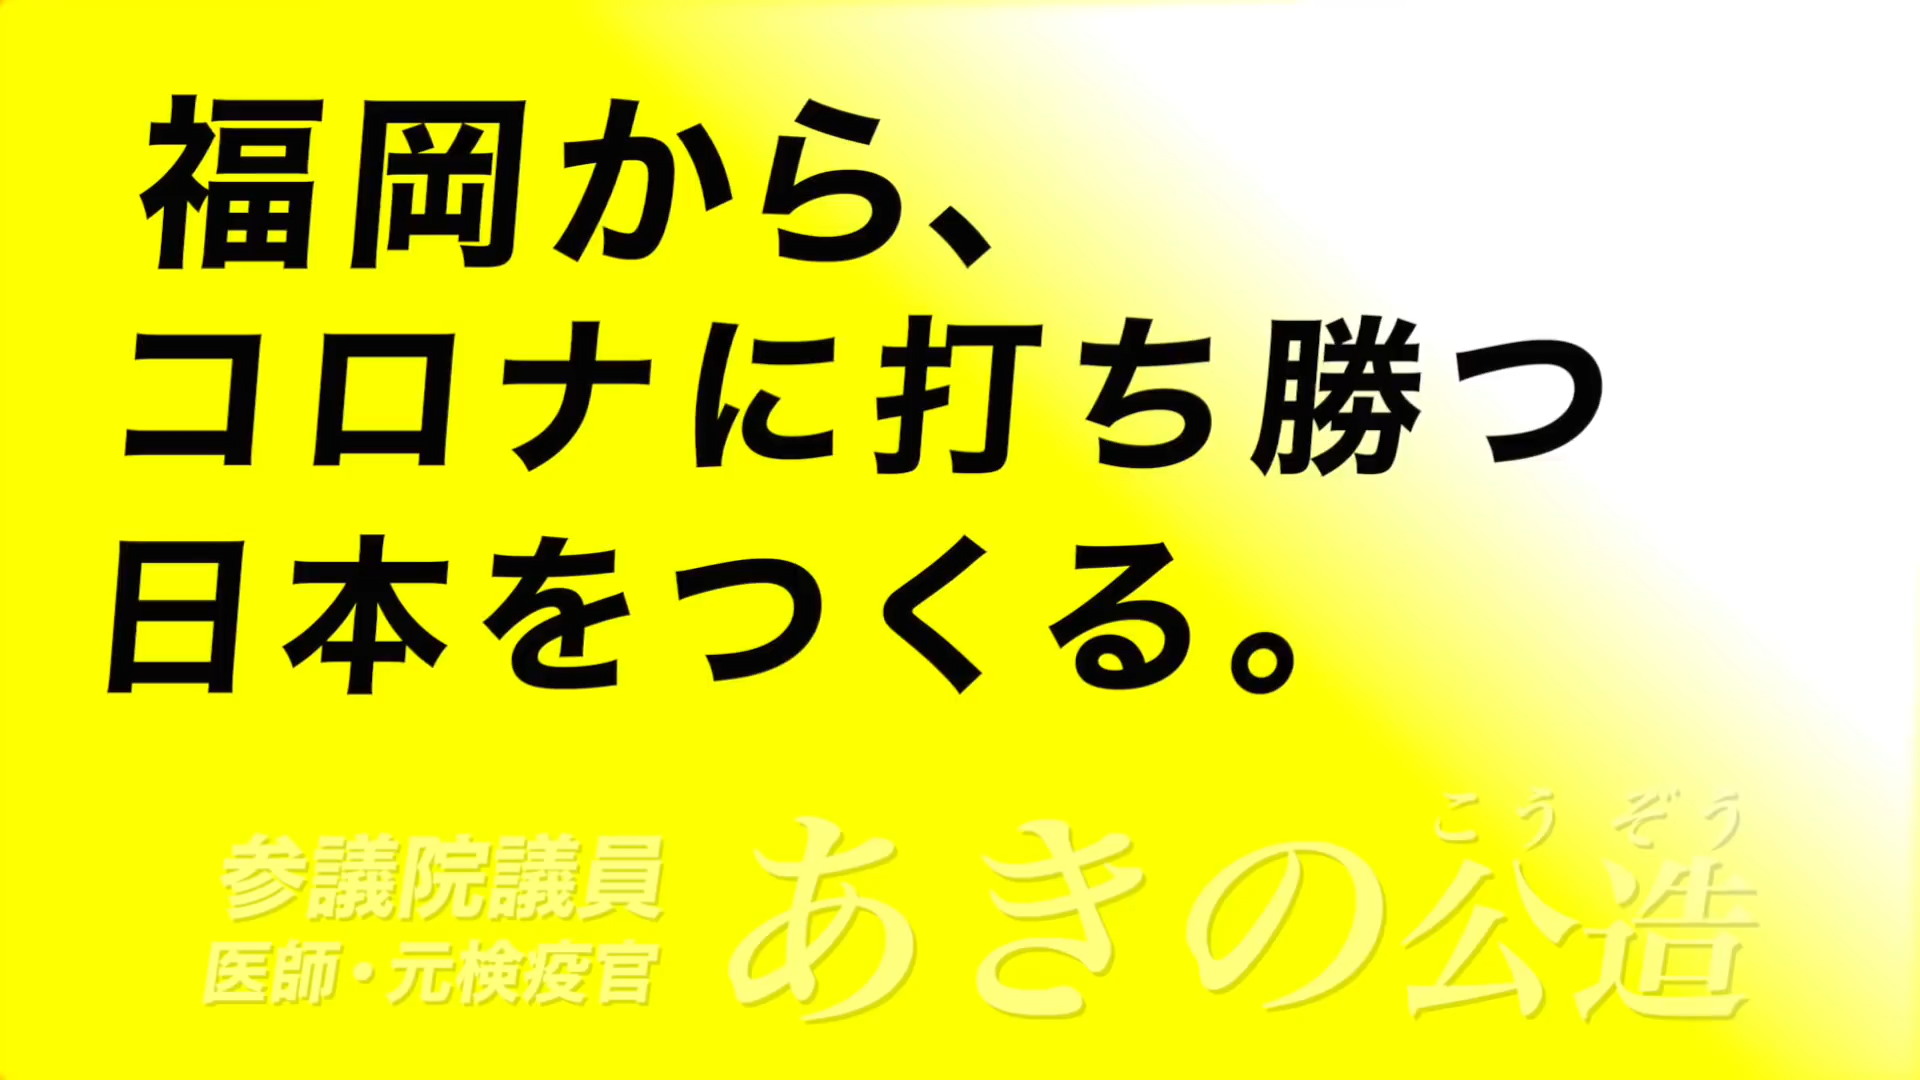 福岡から、
コロナに打ち勝つ
日本をつくる。
参議院議員
医師・元検疫官
こうぞう
あきの公造